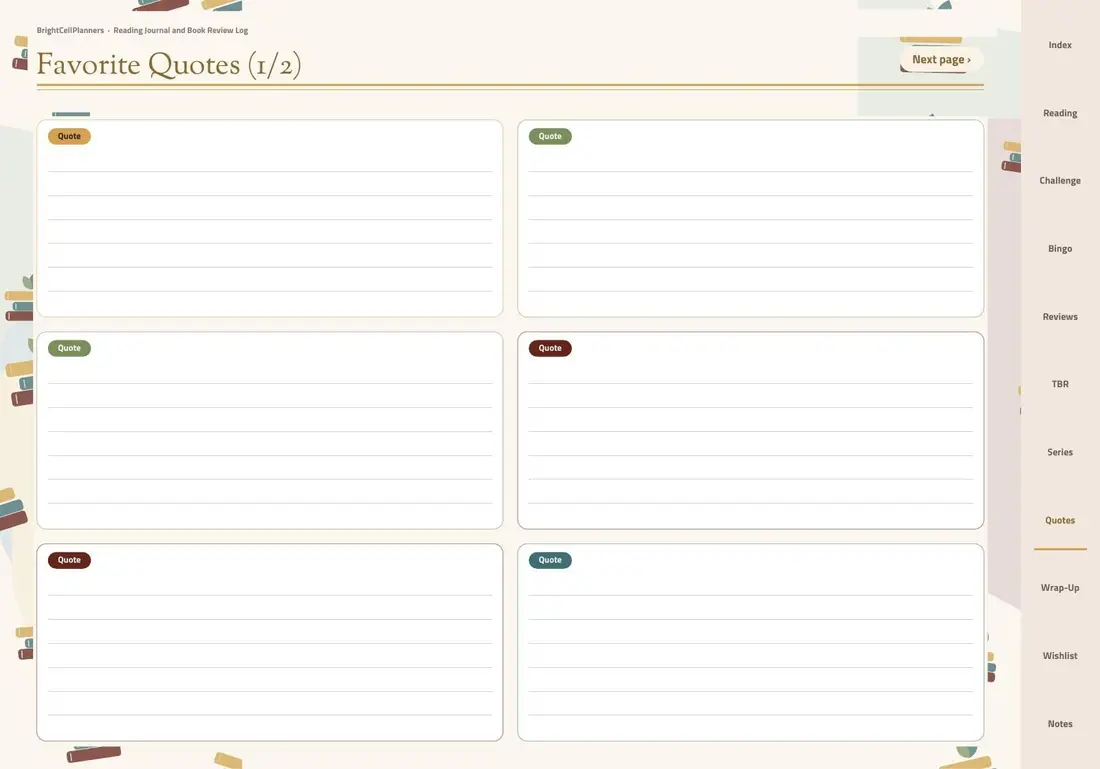 BrightCellPlanners · Reading Journal and Book Review Log
Favorite Quotes (1/2)
Next page ›
Quote
Quote
Quote
Quote
Quote
Quote
Index
Reading
Challenge
Bingo
Reviews
TBR
Series
Quotes
Wrap-Up
Wishlist
Notes